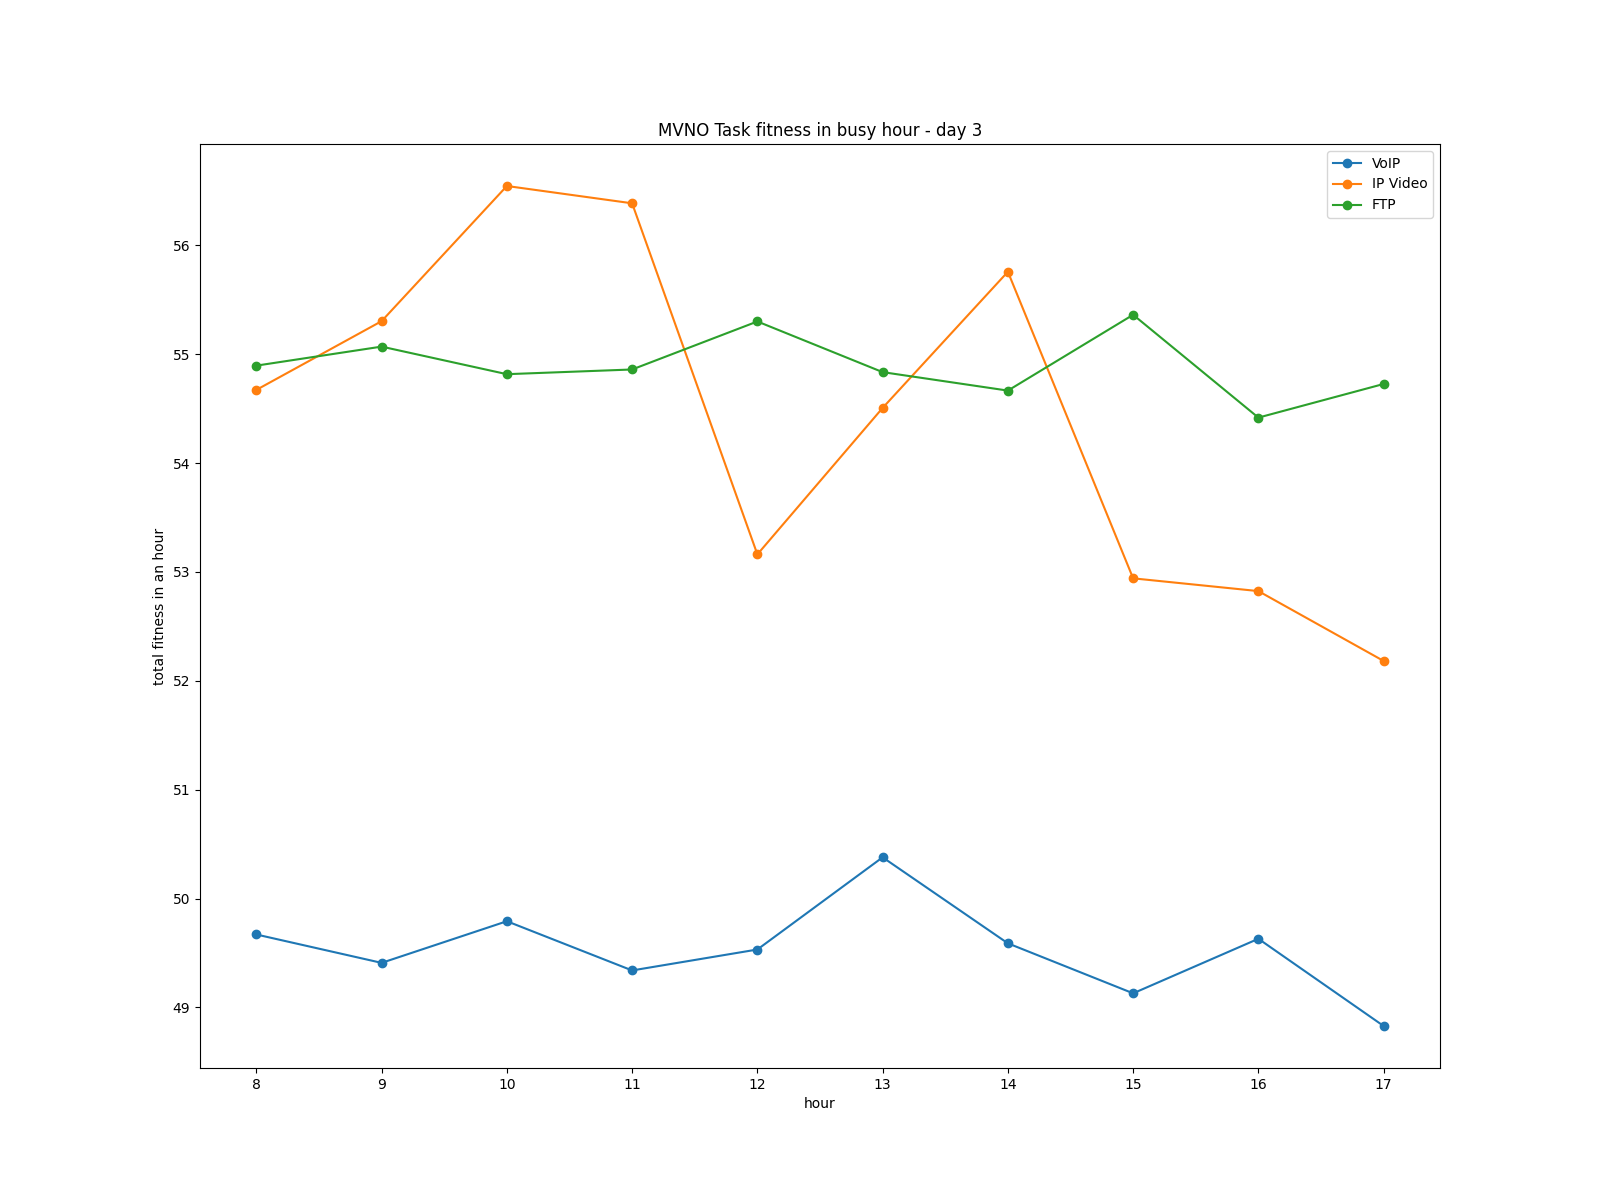 MVNO Task fitness in busy hour - day 3
VoIP
IP Video
FTP
total fitness in an hour
56
55
54
53
52
51
50
49
8 9 10 11 12 13 14 15 16 17
hour